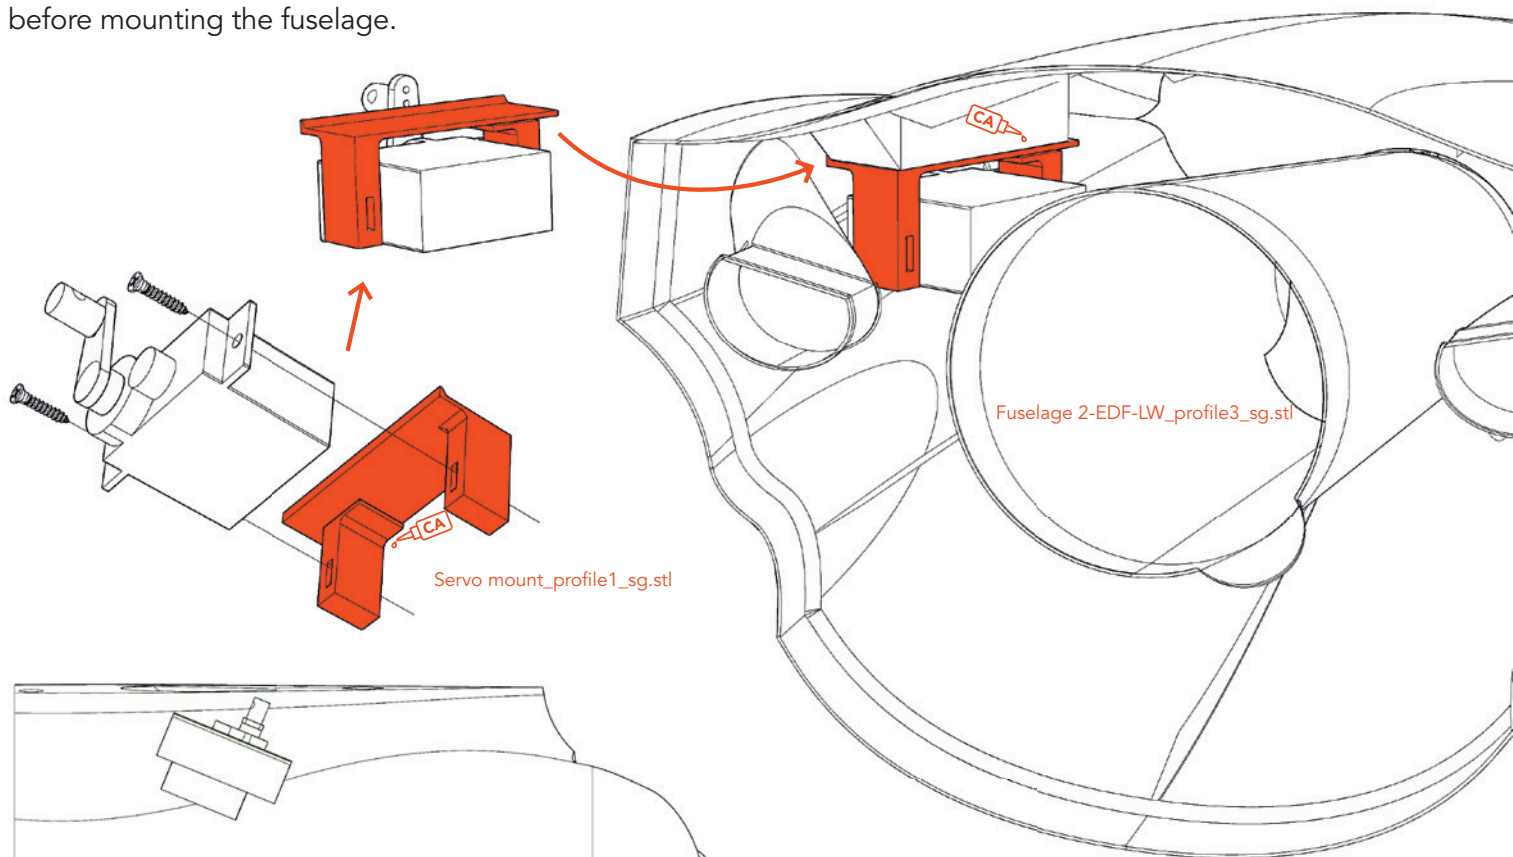 before mounting the fuselage.
CA
Fuselage 2-EDF-LW_profile3_sg.stl
CA
Servo mount_profile1_sg.stl